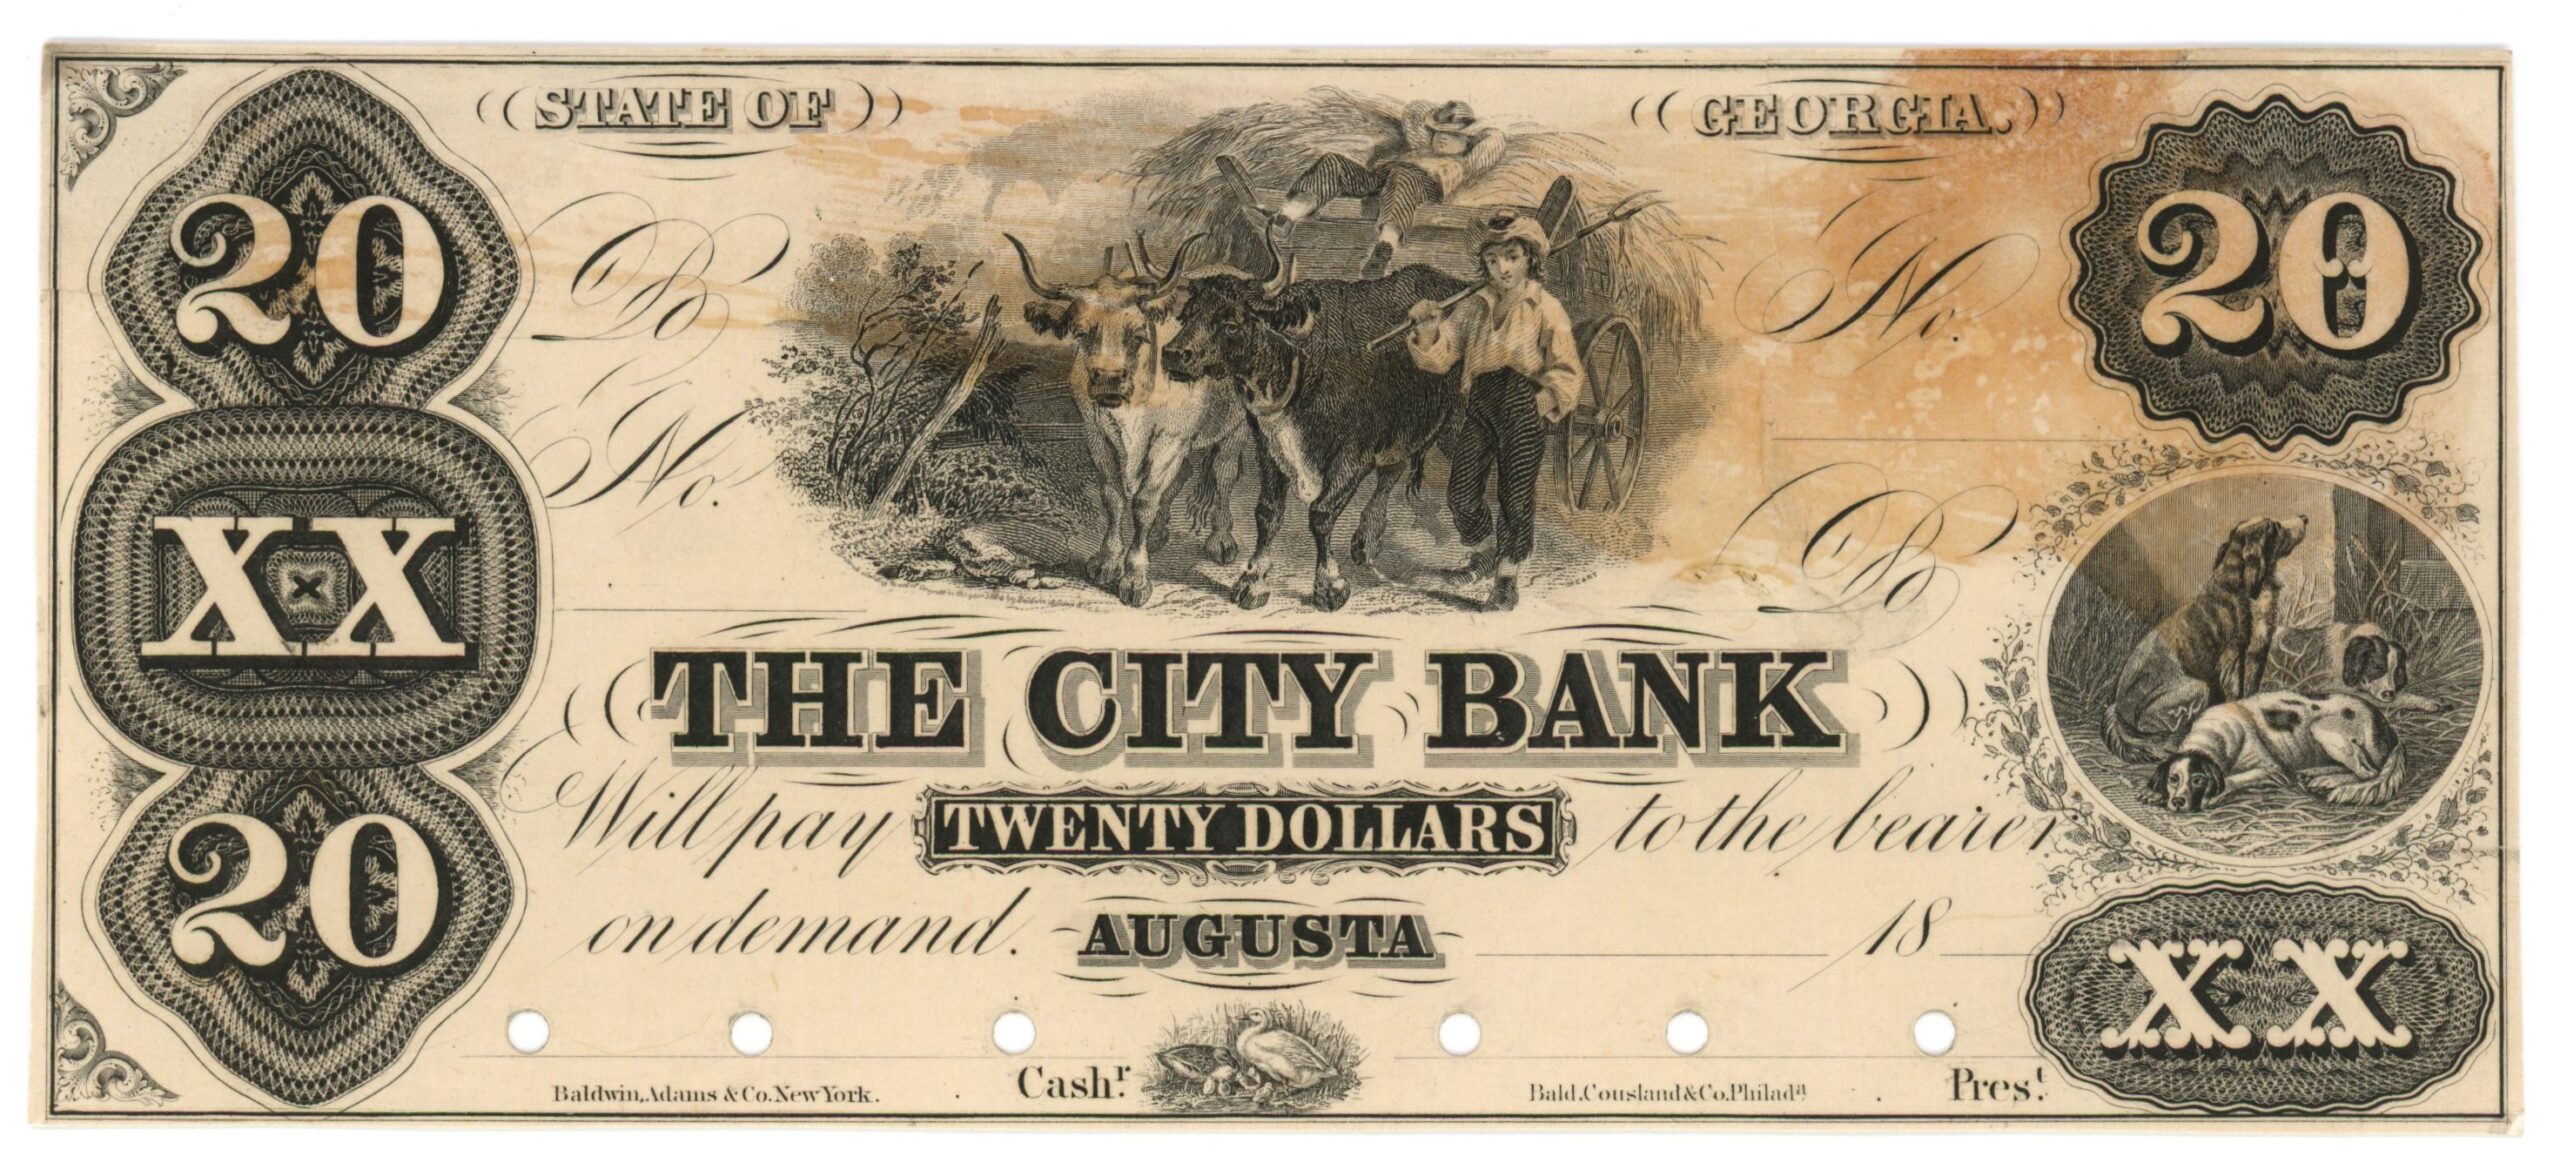 STATE OF GEORGIA.
20 20
No.
No.
XX
THE CITY BANK
Will pay TWENTY DOLLARS to the bearer
on demand. AUGUSTA 18
20
XX
Cash.r Pres.t
Baldwin, Adams & Co. New York. Bald. Cousland & Co. Philad.a